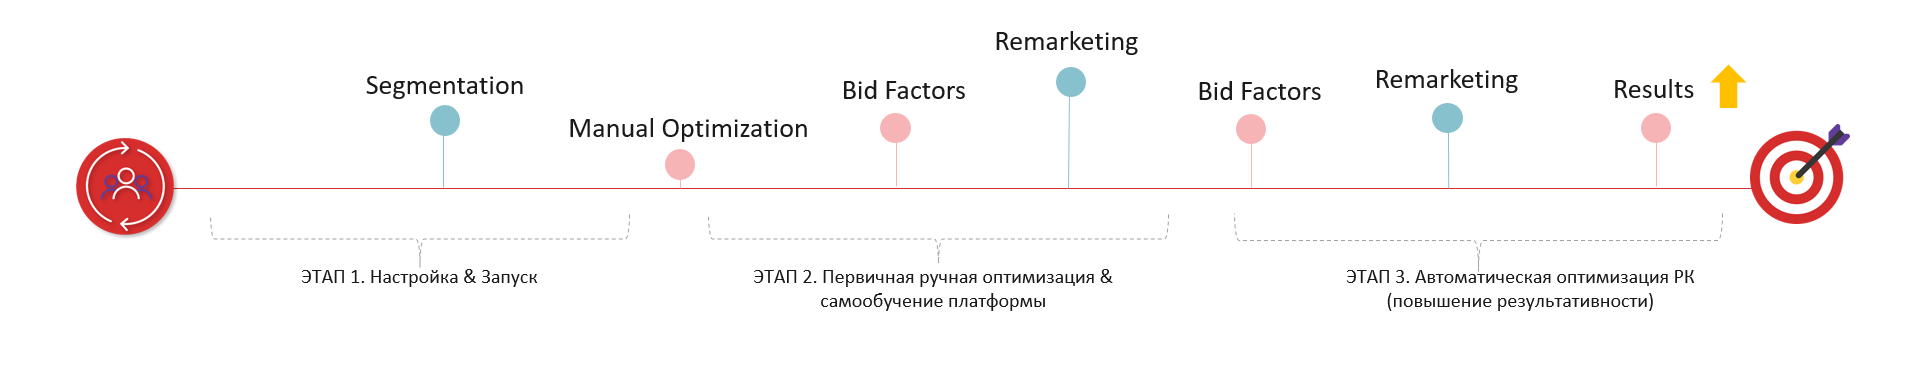 Segmentation
Manual Optimization
Bid Factors
Remarketing
Bid Factors
Remarketing
Results
ЭТАП 1. Настройка & Запуск
ЭТАП 2. Первичная ручная оптимизация &
самообучение платформы
ЭТАП 3. Автоматическая оптимизация РК
(повышение результативности)